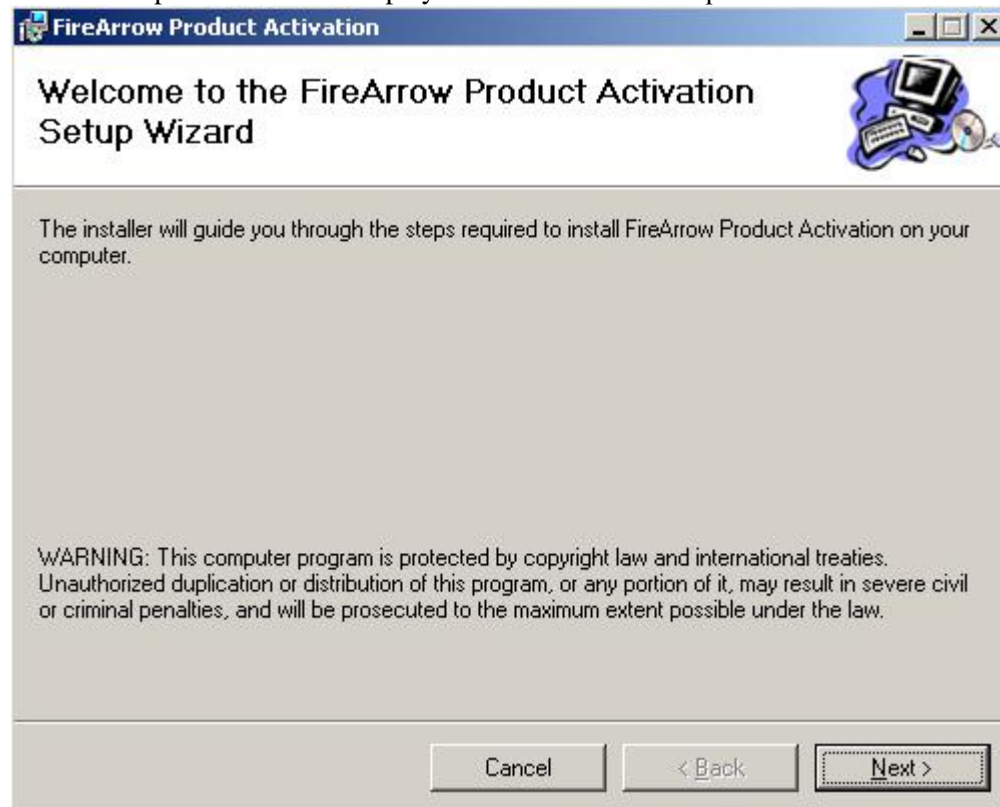 FireArrow Product Activation
Welcome to the FireArrow Product Activation
Setup Wizard
The installer will guide you through the steps required to install FireArrow Product Activation on your
computer.
WARNING: This computer program is protected by copyright law and international treaties.
Unauthorized duplication or distribution of this program, or any portion of it, may result in severe civil
or criminal penalties, and will be prosecuted to the maximum extent possible under the law.
Cancel
< Back
Next >